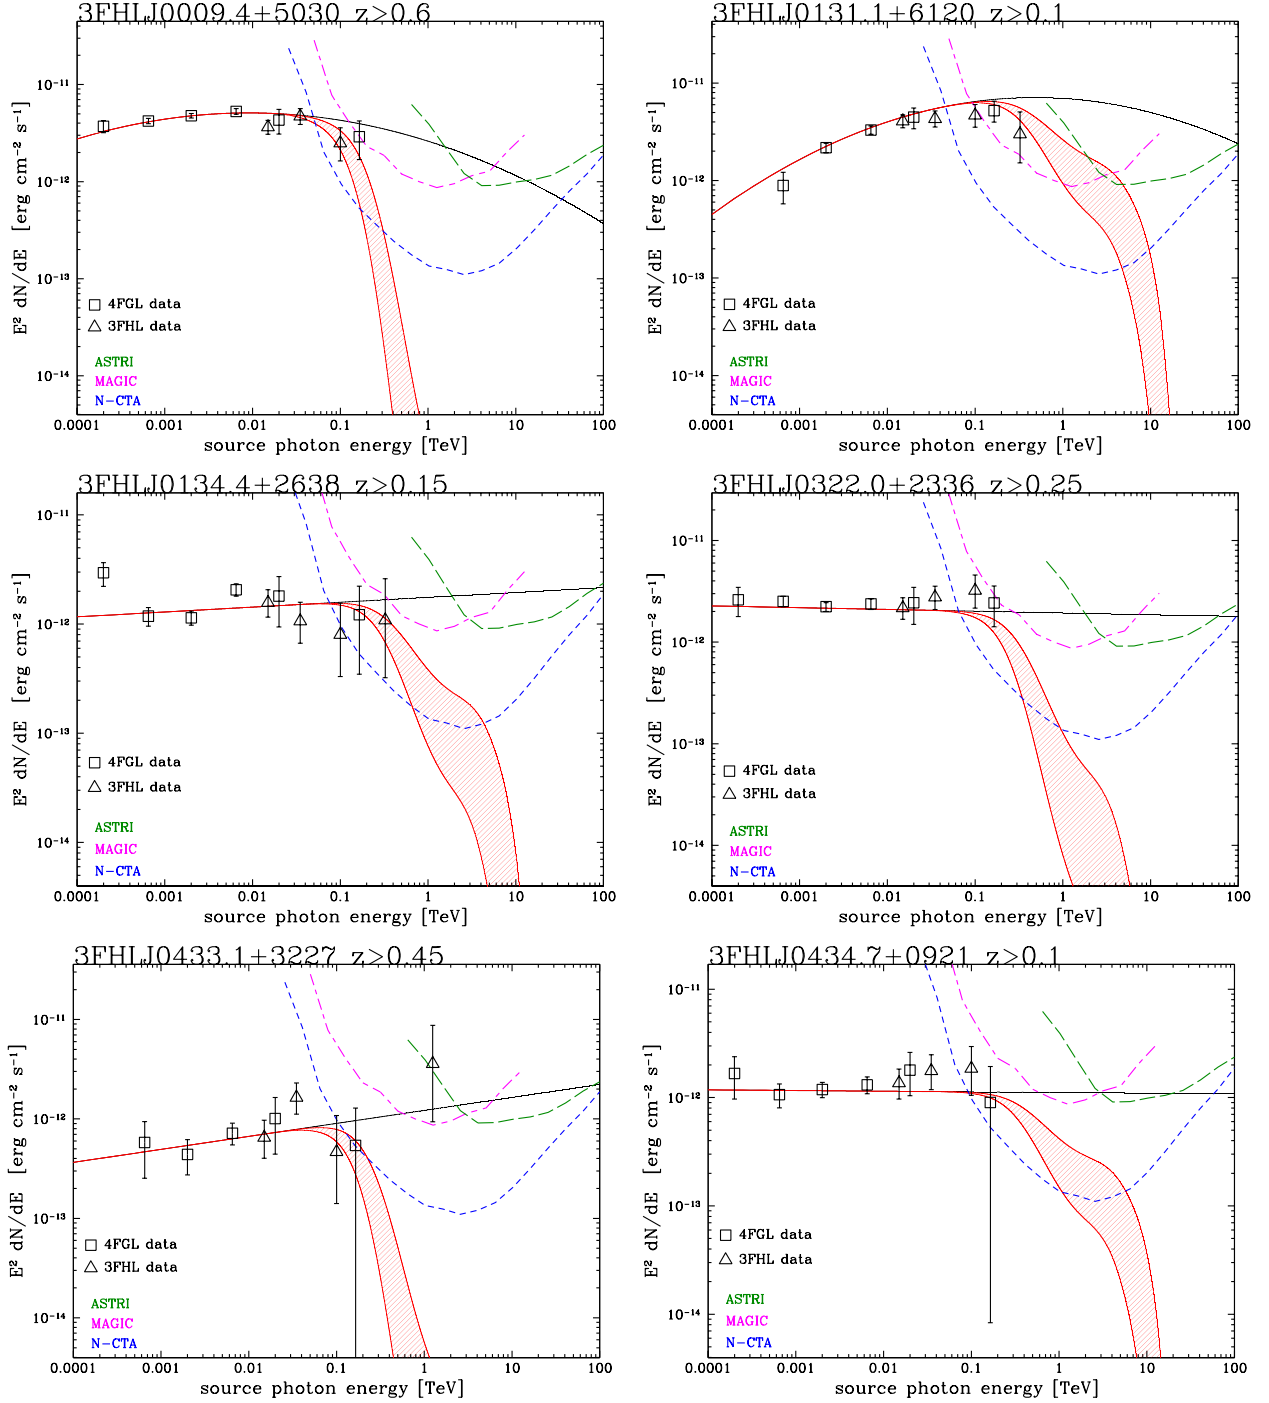 3FHLJ0009.4+5030 z>0.6
E² dN/dE [erg cm⁻² s⁻¹]
10⁻¹¹
10⁻¹²
10⁻¹³
10⁻¹⁴
4FGL data
3FHL data
ASTRI
MAGIC
N-CTA
0.0001 0.001 0.01 0.1 1 10 100
source photon energy [TeV]
3FHLJ0131.1+6120 z>0.1
E² dN/dE [erg cm⁻² s⁻¹]
10⁻¹¹
10⁻¹²
10⁻¹³
10⁻¹⁴
4FGL data
3FHL data
ASTRI
MAGIC
N-CTA
0.0001 0.001 0.01 0.1 1 10 100
source photon energy [TeV]
3FHLJ0134.4+2638 z>0.15
E² dN/dE [erg cm⁻² s⁻¹]
10⁻¹¹
10⁻¹²
10⁻¹³
10⁻¹⁴
4FGL data
3FHL data
ASTRI
MAGIC
N-CTA
0.0001 0.001 0.01 0.1 1 10 100
source photon energy [TeV]
3FHLJ0322.0+2336 z>0.25
E² dN/dE [erg cm⁻² s⁻¹]
10⁻¹¹
10⁻¹²
10⁻¹³
10⁻¹⁴
4FGL data
3FHL data
ASTRI
MAGIC
N-CTA
0.0001 0.001 0.01 0.1 1 10 100
source photon energy [TeV]
3FHLJ0433.1+3227 z>0.45
E² dN/dE [erg cm⁻² s⁻¹]
10⁻¹¹
10⁻¹²
10⁻¹³
10⁻¹⁴
4FGL data
3FHL data
ASTRI
MAGIC
N-CTA
0.0001 0.001 0.01 0.1 1 10 100
source photon energy [TeV]
3FHLJ0434.7+0921 z>0.1
E² dN/dE [erg cm⁻² s⁻¹]
10⁻¹¹
10⁻¹²
10⁻¹³
10⁻¹⁴
4FGL data
3FHL data
ASTRI
MAGIC
N-CTA
0.0001 0.001 0.01 0.1 1 10 100
source photon energy [TeV]